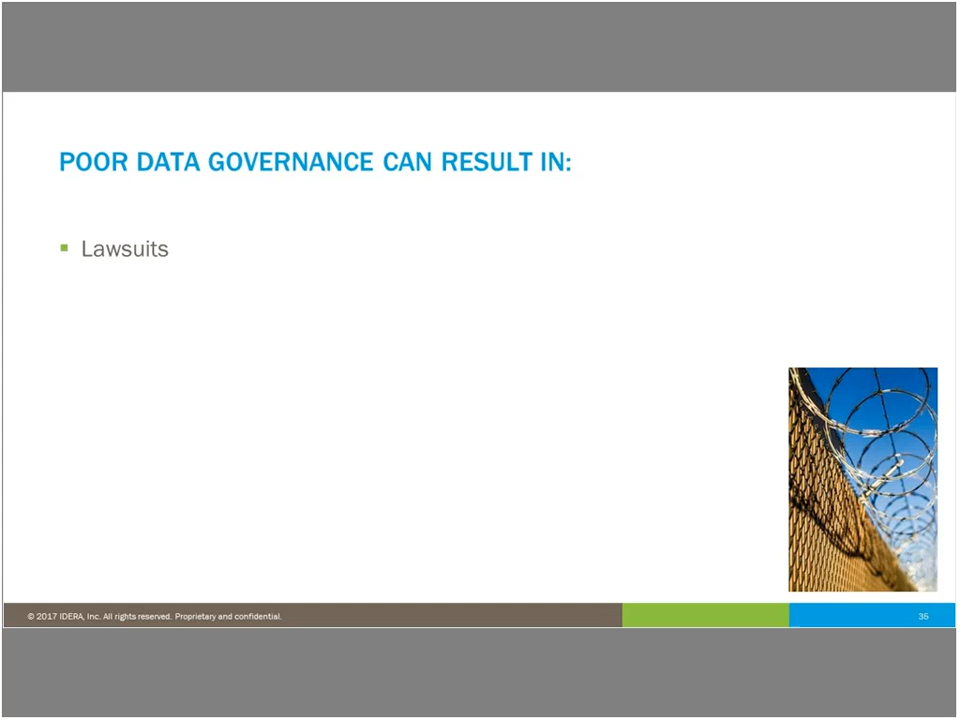 POOR DATA GOVERNANCE CAN RESULT IN:
Lawsuits
© 2017 IDERA, Inc. All rights reserved. Proprietary and confidential.
35